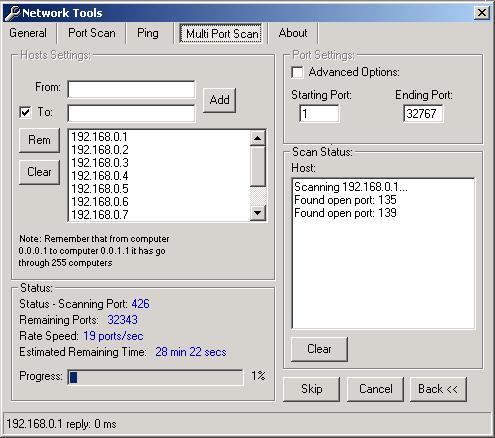 Network Tools
General Port Scan Ping Multi Port Scan About
Hosts Settings:
From:
Add
To:
Rem
Clear
192.168.0.1
192.168.0.2
192.168.0.3
192.168.0.4
192.168.0.5
192.168.0.6
192.168.0.7
Note: Remember that from computer
0.0.0.1 to computer 0.0.1.1 it has go
through 255 computers
Port Settings:
Advanced Options:
Starting Port: Ending Port:
1 32767
Scan Status:
Host:
Scanning 192.168.0.1...
Found open port: 135
Found open port: 139
Clear
Status:
Status - Scanning Port: 426
Remaining Ports: 32343
Rate Speed: 19 ports/sec
Estimated Remaining Time: 28 min 22 secs
Progress: 1%
Skip Cancel Back <<
192.168.0.1 reply: 0 ms